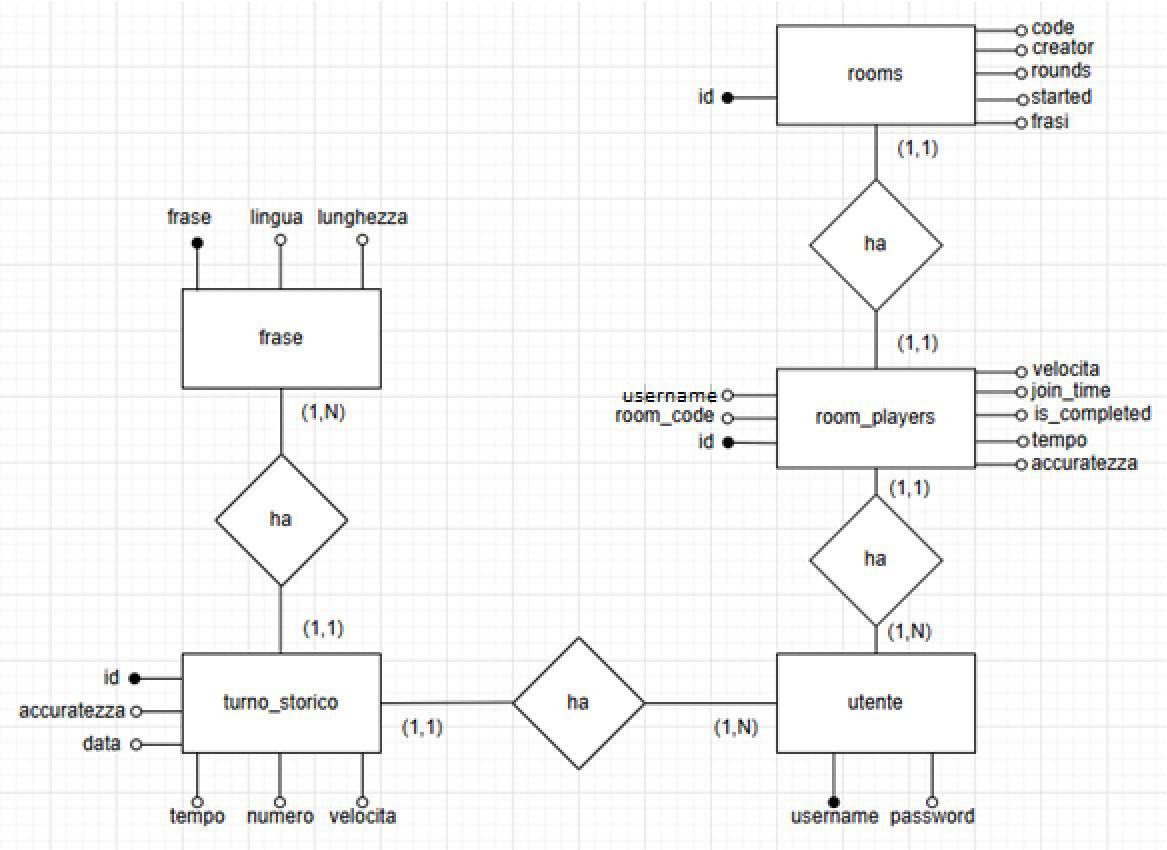 code
creator
rounds
started
frasi
rooms
id
(1,1)
ha
(1,1)
frase lingua lunghezza
frase
(1,N)
ha
(1,1)
velocita
join_time
is_completed
tempo
accuratezza
username
room_code
id
room_players
(1,1)
ha
(1,N)
id
accuratezza
data
turno_storico
tempo numero velocita
(1,1)
ha
(1,N)
utente
username password